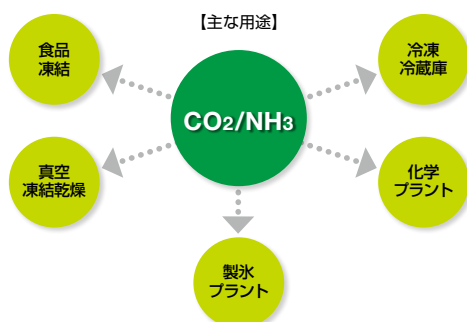 【主な用途】
食品
凍結
冷凍
冷蔵庫
CO2/NH3
真空
凍結乾燥
化学
プラント
製氷
プラント